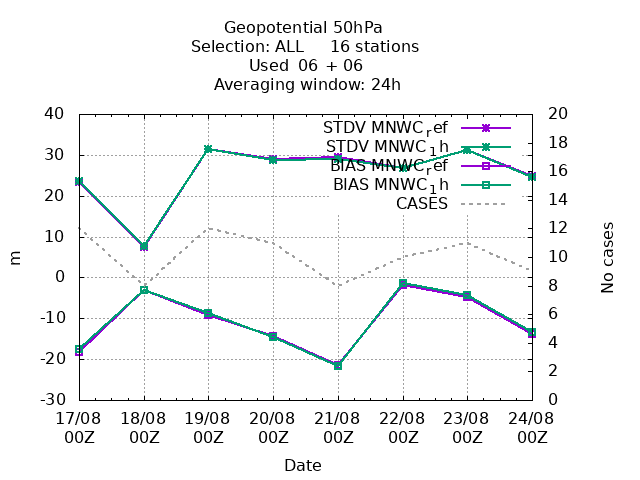 Geopotential 50hPa
Selection: ALL 16 stations
Used 06 + 06
Averaging window: 24h
40 20
STDV MNWC_ref
18
30 STDV MNWC_1h
BIAS MNWC_ref 16
BIAS MNWC_1h
20 14
CASES
12
10
10
m No cases
0 8
-10 6
4
-20
2
-30 0
17/08 18/08 19/08 20/08 21/08 22/08 23/08 24/08
00Z 00Z 00Z 00Z 00Z 00Z 00Z 00Z
Date